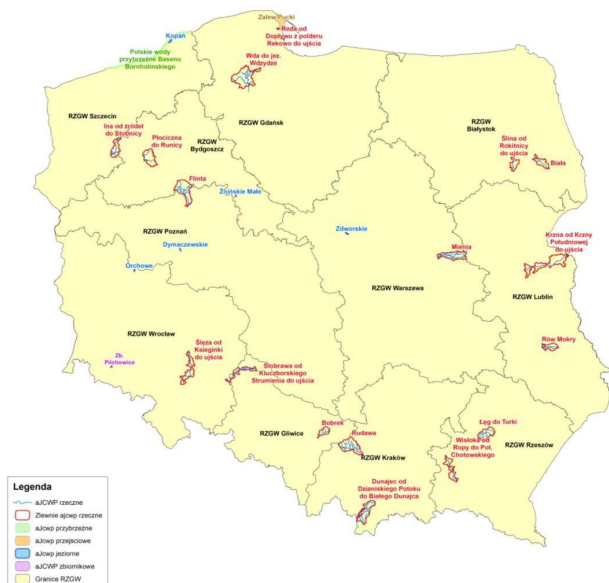 Zalew Pucki
Kopań
Reda od
Dopływu z polderu
Rekowo do ujścia
Polskie wody
przybrzeżne Basenu
Bornholmskiego
Wda do jez.
Wdzydze
RZGW Szczecin
RZGW Gdańsk
RZGW
Białystok
Ina od źródeł
do Stobnicy
Płociczna
do Runicy
RZGW
Bydgoszcz
Ślina od
Rokitnicy
do ujścia
Biała
Flinta
Żnińskie Małe
RZGW Poznań
Zdworskie
Dymaczewskie
Mienia
Krzna od Krzny
Południowej
do ujścia
Orchowe
RZGW Warszawa
RZGW Lublin
RZGW Wrocław
Ślęza od
Księginki
do ujścia
Rów Mokry
Zb.
Pilchowice
Stobrawa od
Kluczborskiego
Strumienia do ujścia
Bobrek
Rudawa
Łęg do Turki
RZGW Gliwice
RZGW Kraków
Wisłoka od
Ropy do Pot.
Chotowskiego
RZGW Rzeszów
Dunajec od
Dzianiskiego Potoku
do Białego Dunajca
Legenda
aJCWP rzeczne
Zlewnie ajcwp rzeczne
aJcwp przybrzeżne
aJcwp przejsciowe
aJcwp jeziorne
aJCWP zbiornikowe
Granice RZGW